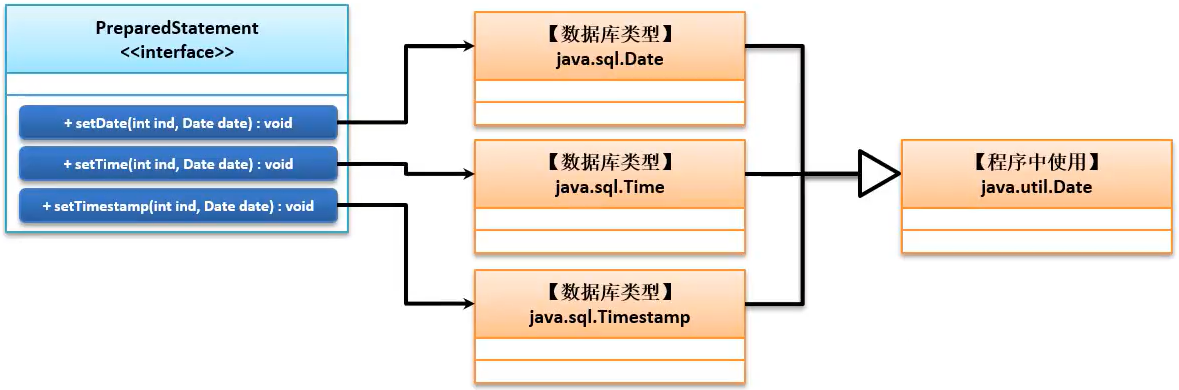 PreparedStatement
<<interface>>
+ setDate(int ind, Date date) : void
+ setTime(int ind, Date date) : void
+ setTimestamp(int ind, Date date) : void
【数据库类型】
java.sql.Date
【数据库类型】
java.sql.Time
【数据库类型】
java.sql.Timestamp
【程序中使用】
java.util.Date